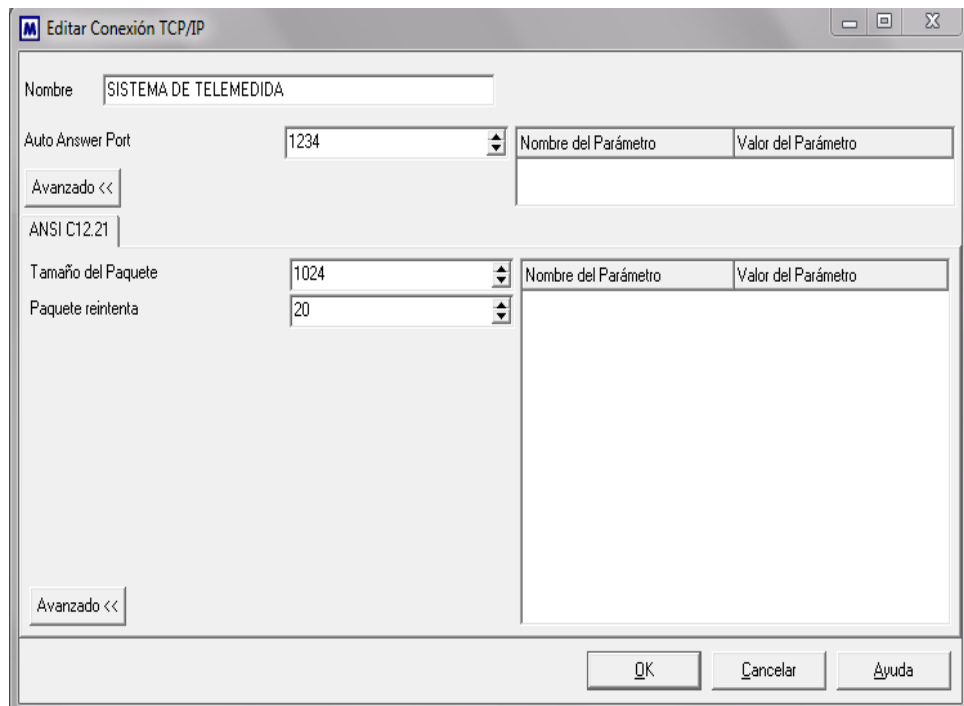 M Editar Conexión TCP/IP
Nombre SISTEMA DE TELEMEDIDA
Auto Answer Port 1234 Nombre del Parámetro Valor del Parámetro
Avanzado <<
ANSI C12.21
Tamaño del Paquete 1024 Nombre del Parámetro Valor del Parámetro
Paquete reintenta 20
Avanzado <<
OK Cancelar Ayuda